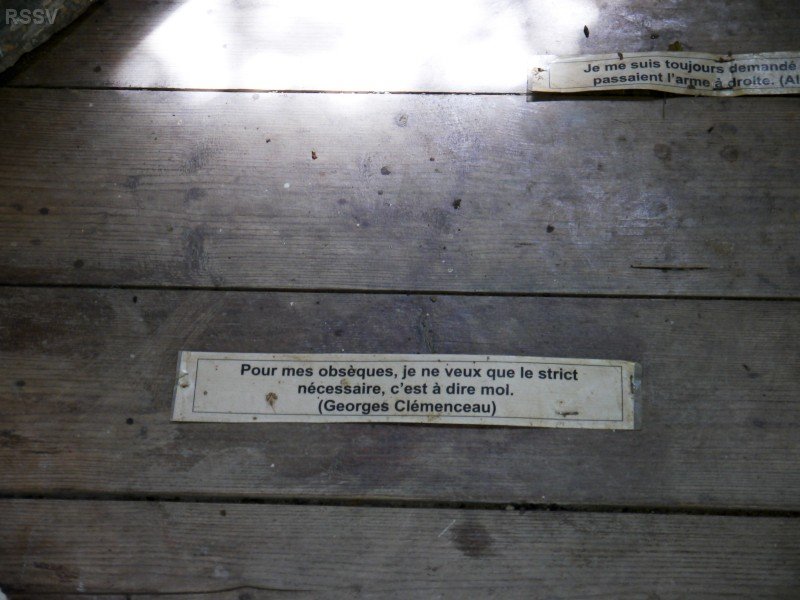 RSSV
Je me suis toujours demandé
passaient l'arme à droite. (Al
Pour mes obsèques, je ne veux que le strict
nécessaire, c'est à dire moI.
(Georges Clémenceau)